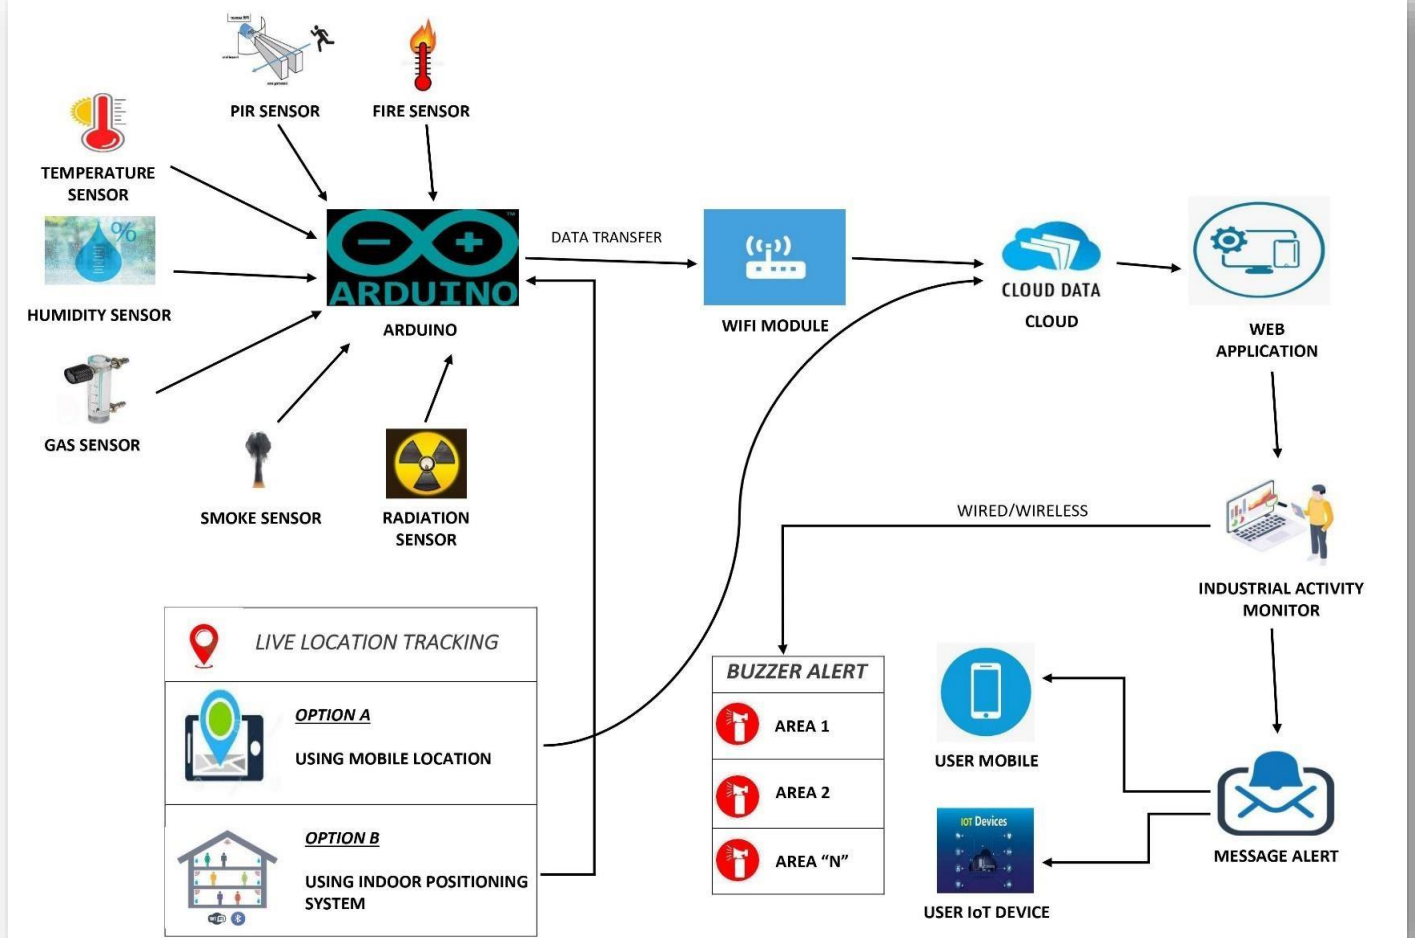 PIR SENSOR
FIRE SENSOR
TEMPERATURE
SENSOR
%
HUMIDITY SENSOR
GAS SENSOR
SMOKE SENSOR
RADIATION
SENSOR
TM
ARDUINO
ARDUINO
DATA TRANSFER
WIFI MODULE
CLOUD DATA
CLOUD
WEB
APPLICATION
WIRED/WIRELESS
INDUSTRIAL ACTIVITY
MONITOR
LIVE LOCATION TRACKING
OPTION A
USING MOBILE LOCATION
OPTION B
USING INDOOR POSITIONING
SYSTEM
BUZZER ALERT
AREA 1
AREA 2
AREA “N”
USER MOBILE
IOT Devices
USER IoT DEVICE
MESSAGE ALERT